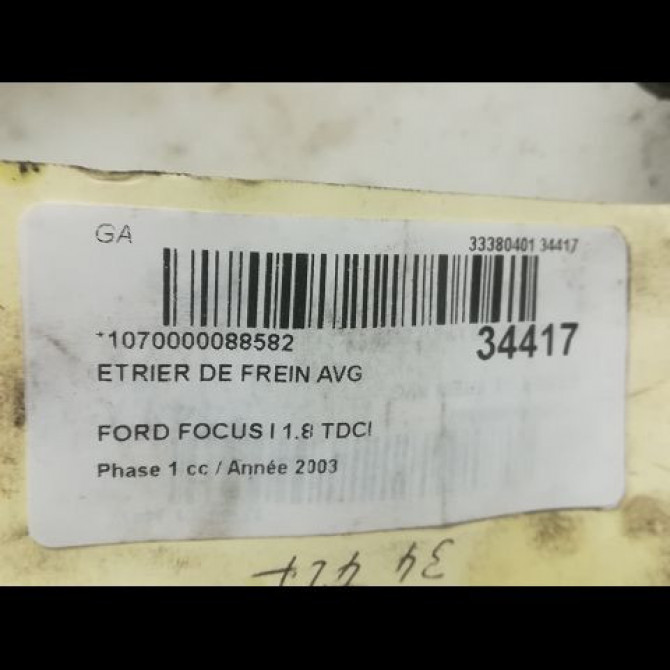 GA
33380401 34417
*1070000088582
34417
ETRIER DE FREIN AVG
FORD FOCUS I 1.8 TDCI
Phase 1 cc / Année 2003